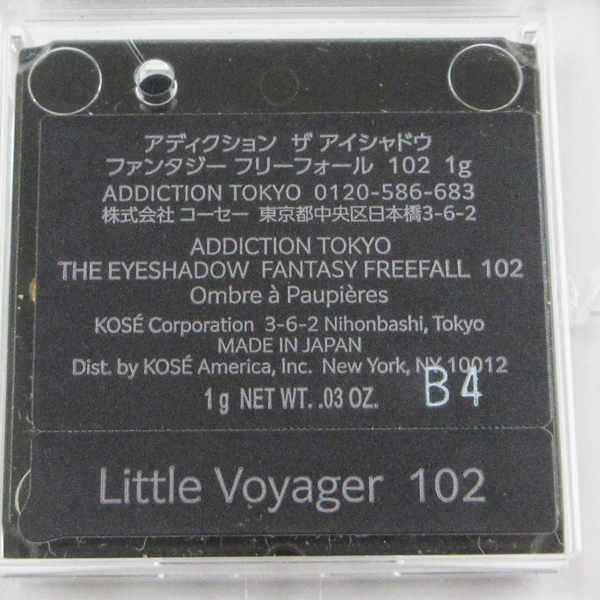 アディクション ザ アイシャドウ
ファンタジー フリーフォール 102 1g
ADDICTION TOKYO 0120-586-683
株式会社 コーセー 東京都中央区日本橋3-6-2
ADDICTION TOKYO
THE EYESHADOW FANTASY FREEFALL 102
Ombre à Paupières
KOSÉ Corporation 3-6-2 Nihonbashi, Tokyo
MADE IN JAPAN
Dist. by KOSÉ America, Inc. New York, NY 10012
1 g NET WT. .03 OZ.
B4
Little Voyager 102